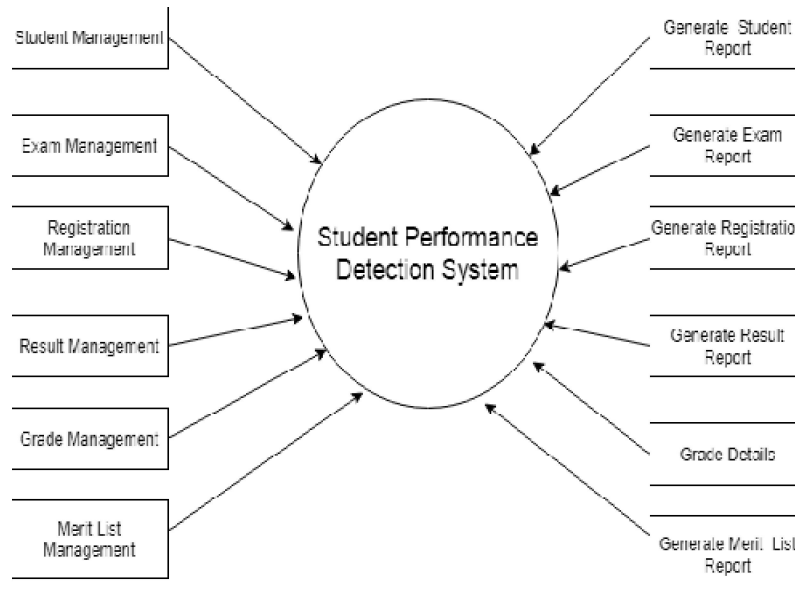 Student Management
Exam Management
Registration
Management
Result Management
Grade Management
Merit List
Management
Student Performance
Detection System
Generate Student
Report
Generate Exam
Report
Generate Registratio
Report
Generate Result
Report
Grade Details
Generate Merit List
Report